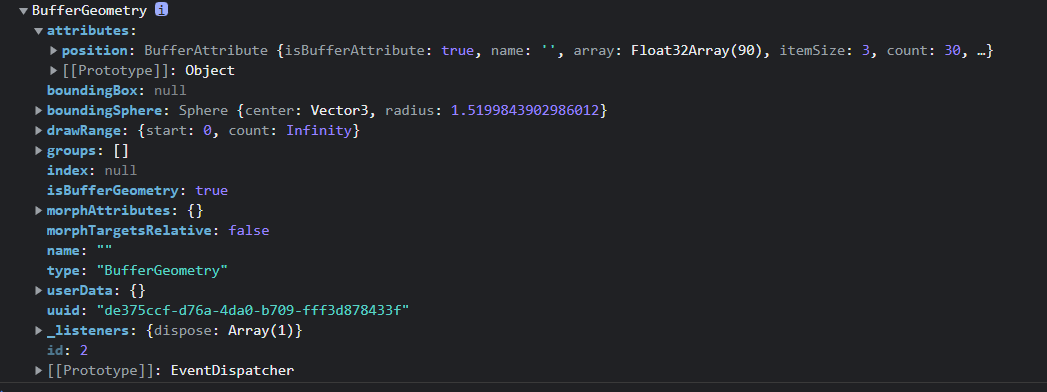 BufferGeometry i
attributes:
position: BufferAttribute {isBufferAttribute: true, name: '', array: Float32Array(90), itemSize: 3, count: 30, …}
[[Prototype]]: Object
boundingBox: null
boundingSphere: Sphere {center: Vector3, radius: 1.5199843902986012}
drawRange: {start: 0, count: Infinity}
groups: []
index: null
isBufferGeometry: true
morphAttributes: {}
morphTargetsRelative: false
name: ""
type: "BufferGeometry"
userData: {}
uuid: "de375ccf-d76a-4da0-b709-fff3d878433f"
_listeners: {dispose: Array(1)}
id: 2
[[Prototype]]: EventDispatcher